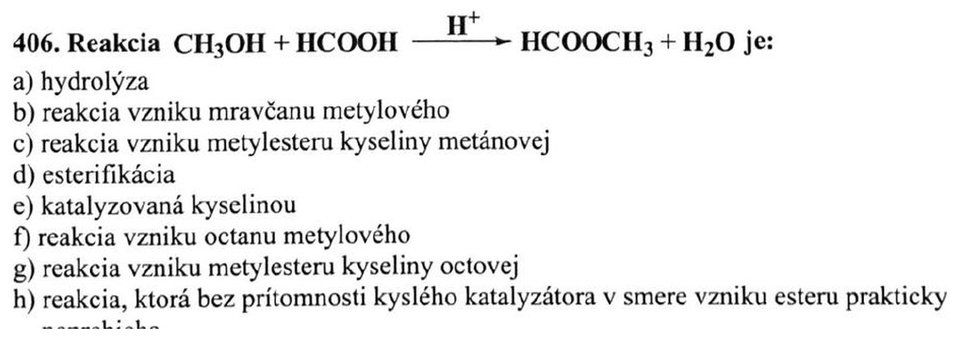 406. Reakcia CH₃OH + HCOOH H⁺→ HCOOCH₃ + H₂O je:
a) hydrolýza
b) reakcia vzniku mravčanu metylového
c) reakcia vzniku metylesteru kyseliny metánovej
d) esterifikácia
e) katalyzovaná kyselinou
f) reakcia vzniku octanu metylového
g) reakcia vzniku metylesteru kyseliny octovej
h) reakcia, ktorá bez prítomnosti kyslého katalyzátora v smere vzniku esteru prakticky